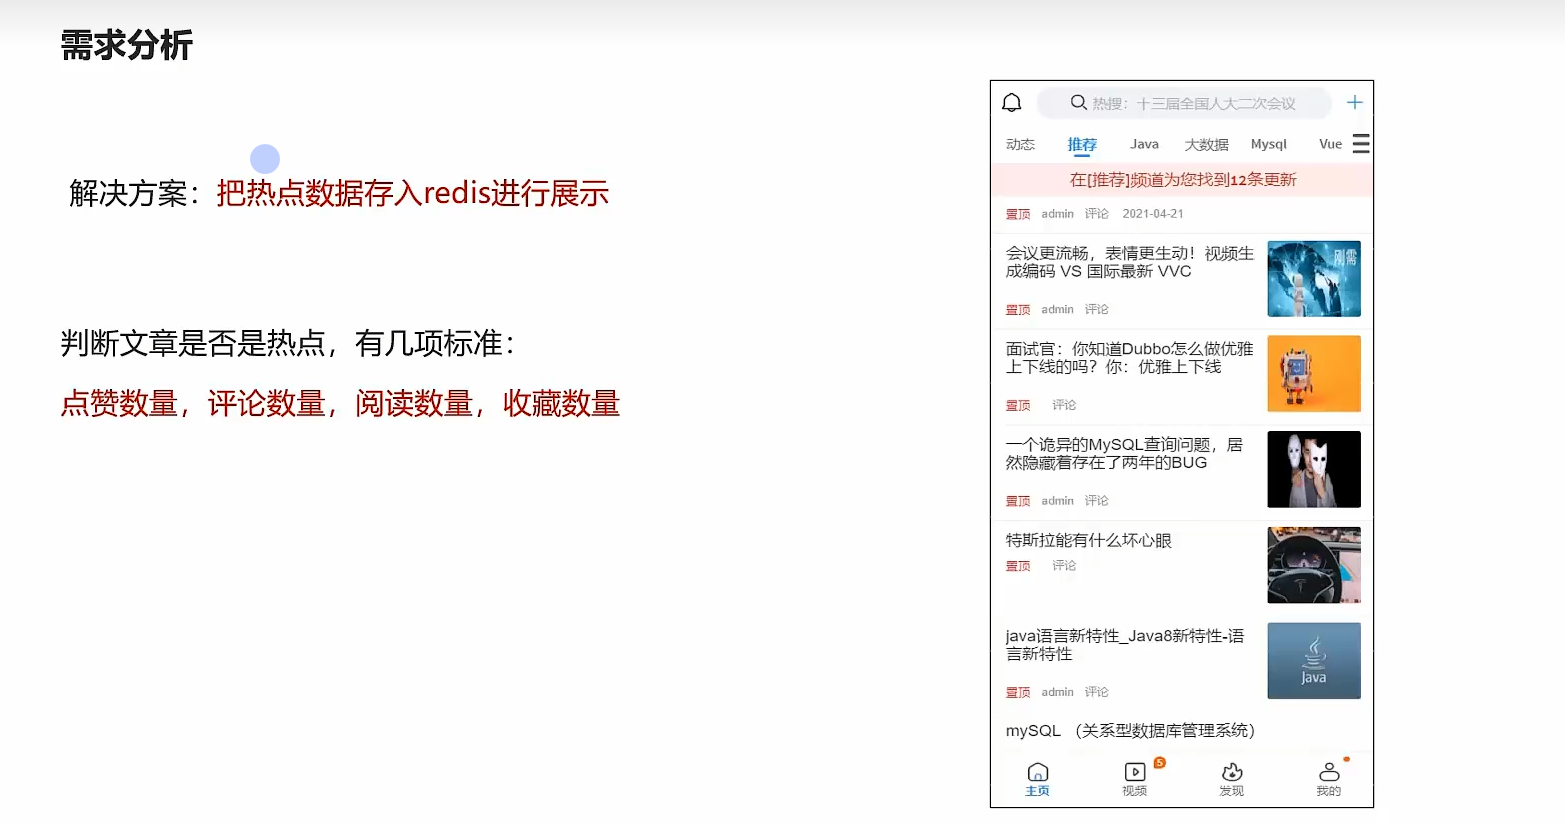 需求分析
解决方案：把热点数据存入redis进行展示
判断文章是否是热点，有几项标准：
点赞数量，评论数量，阅读数量，收藏数量
热搜：十三届全国人大二次会议
动态 推荐 Java 大数据 Mysql Vue
在[推荐]频道为您找到12条更新
置顶 admin 评论 2021-04-21
会议更流畅，表情更生动！视频生
成编码 VS 国际最新 VVC
刚需
置顶 admin 评论
面试官：你知道Dubbo怎么做优雅
上下线的吗？你：优雅上下线
置顶 评论
一个诡异的MySQL查询问题，居
然隐藏着存在了两年的BUG
置顶 admin 评论
特斯拉能有什么坏心眼
置顶 评论
java语言新特性_Java8新特性-语
言新特性
Java
置顶 admin 评论
mySQL （关系型数据库管理系统）
5
主页 视频 发现 我的